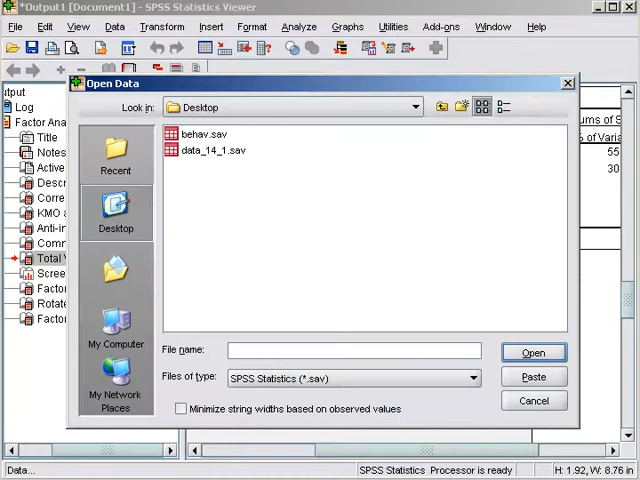 *Output1 [Document1] - SPSS Statistics Viewer
File Edit View Data Transform Insert Format Analyze Graphs Utilities Add-ons Window Help
Open Data
Look in: Desktop
behav.sav
data_14_1.sav
Recent
Desktop
My Computer
My Network
Places
File name:
Files of type: SPSS Statistics (*.sav)
Minimize string widths based on observed values
Open
Paste
Cancel
utput
Log
Factor Ana
Title
Notes
Active
Descr
Corre
KMO a
Anti-in
Comm
Total V
Scree
Factor
Rotate
Factor
ums of S
% of Varia
55
30
Data...
SPSS Statistics Processor is ready
H: 1.92, W: 8.76 in